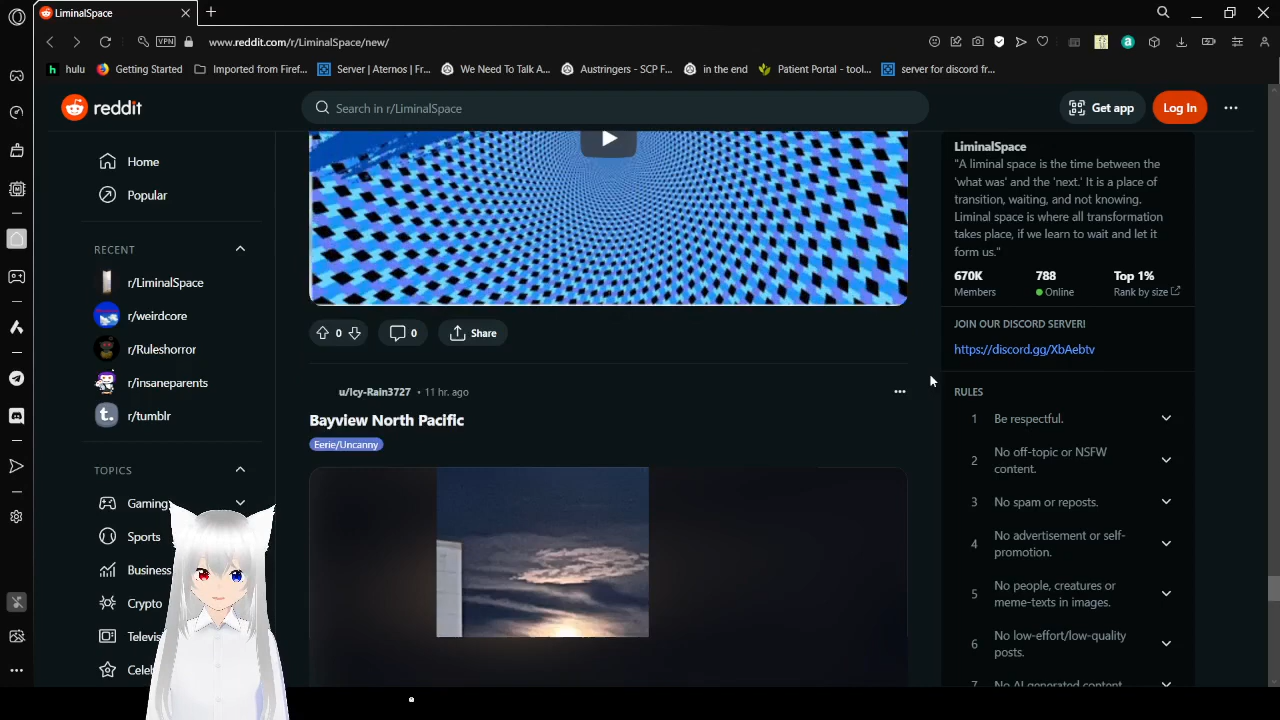 LiminalSpace
VPN
www.reddit.com/r/LiminalSpace/new/
h hulu
Getting Started
Imported from Firef...
Server | Aternos | Fr...
We Need To Talk A...
Austringers - SCP F...
in the end
Patient Portal - tool...
server for discord fr...
reddit
Search in r/LiminalSpace
Get app
Log In
Home
Popular
RECENT
r/LiminalSpace
r/weirdcore
r/Ruleshorror
r/insaneparents
t.
r/tumblr
TOPICS
Gaming
Sports
Business
Crypto
Televi
Celeb
0
0
Share
u/Icy-Rain3727 • 11 hr. ago
Bayview North Pacific
Eerie/Uncanny
LiminalSpace
"A liminal space is the time between the
'what was' and the 'next.' It is a place of
transition, waiting, and not knowing.
Liminal space is where all transformation
takes place, if we learn to wait and let it
form us."
670K 788 Top 1%
Members Online Rank by size
JOIN OUR DISCORD SERVER!
https://discord.gg/XbAebtv
RULES
1 Be respectful.
2 No off-topic or NSFW
content.
3 No spam or reposts.
4 No advertisement or self-
promotion.
5 No people, creatures or
meme-texts in images.
6 No low-effort/low-quality
posts.
7 No AI generated content